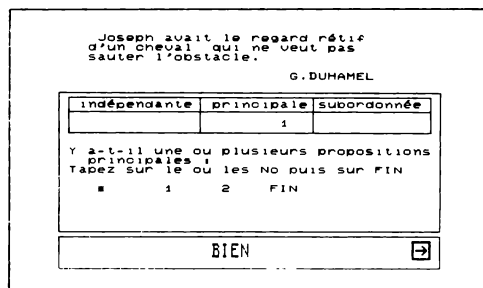 Joseph avait le regard rétif
d'un cheval qui ne veut pas
sauter l'obstacle.
G.DUHAMEL
indépendante principale subordonnée
1
Y a-t-il une ou plusieurs propositions
principales :
Tapez sur le ou les No puis sur FIN
■ 1 2 FIN
BIEN →